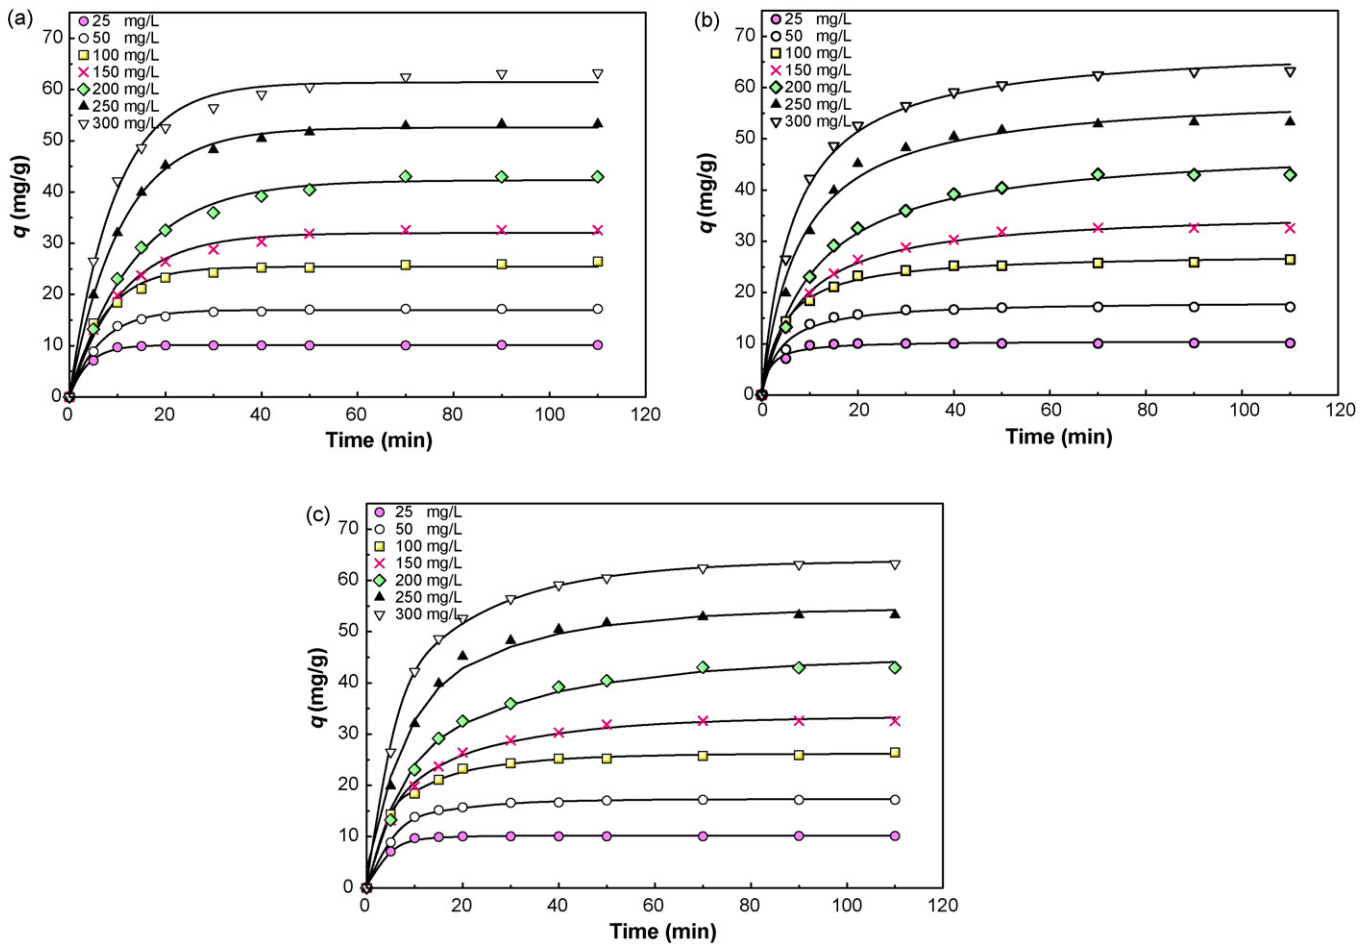 (a)
70
60
50
40
30
20
10
0
q (mg/g)
25 mg/L
50 mg/L
100 mg/L
150 mg/L
200 mg/L
250 mg/L
300 mg/L
0 20 40 60 80 100 120
Time (min)
(b)
70
60
50
40
30
20
10
0
q (mg/g)
25 mg/L
50 mg/L
100 mg/L
150 mg/L
200 mg/L
250 mg/L
300 mg/L
0 20 40 60 80 100 120
Time (min)
(c)
70
60
50
40
30
20
10
0
q (mg/g)
25 mg/L
50 mg/L
100 mg/L
150 mg/L
200 mg/L
250 mg/L
300 mg/L
0 20 40 60 80 100 120
Time (min)